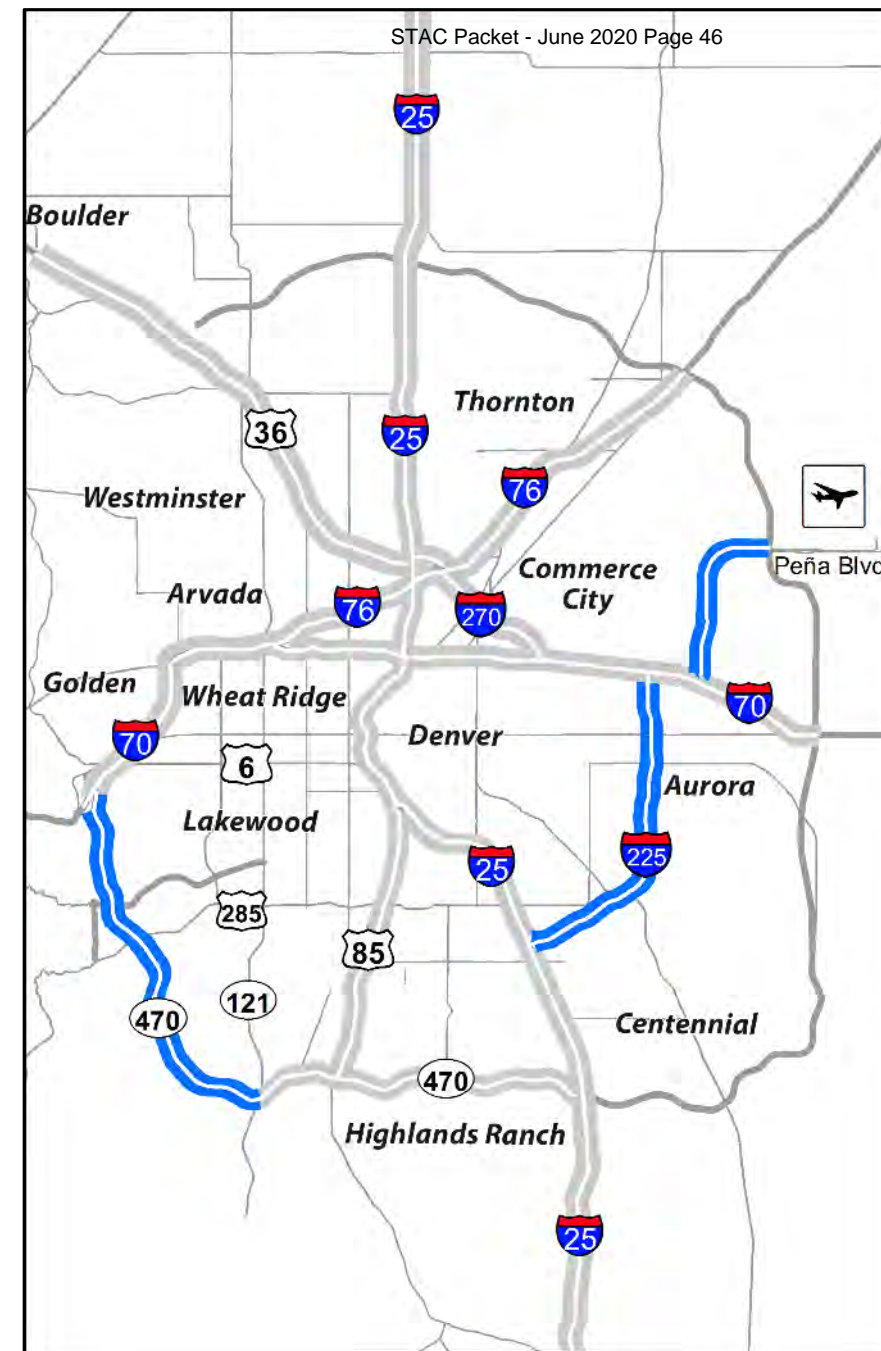 STAC Packet - June 2020 Page 46
25
Boulder
Thornton
36
25
76
Westminster
Peña Blvd
Commerce
City
Arvada
76
270
Golden
Wheat Ridge
70
70
Denver
6
Aurora
Lakewood
25
225
285
85
121
470
Centennial
470
Highlands Ranch
25